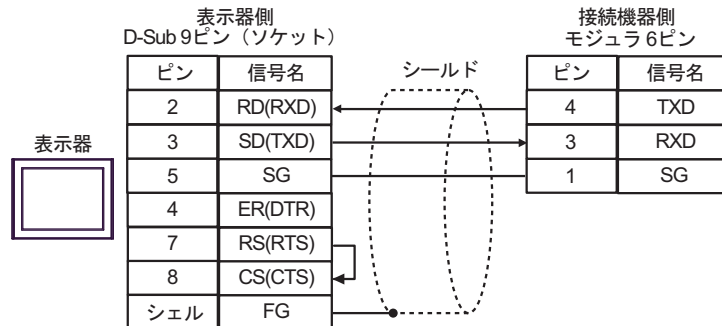 表示器側
D-Sub 9ピン（ソケット）
接続機器側
モジュラ 6ピン
ピン 信号名 シールド ピン 信号名
2 RD(RXD) 4 TXD
表示器 3 SD(TXD) 3 RXD
5 SG 1 SG
4 ER(DTR)
7 RS(RTS)
8 CS(CTS)
シェル FG